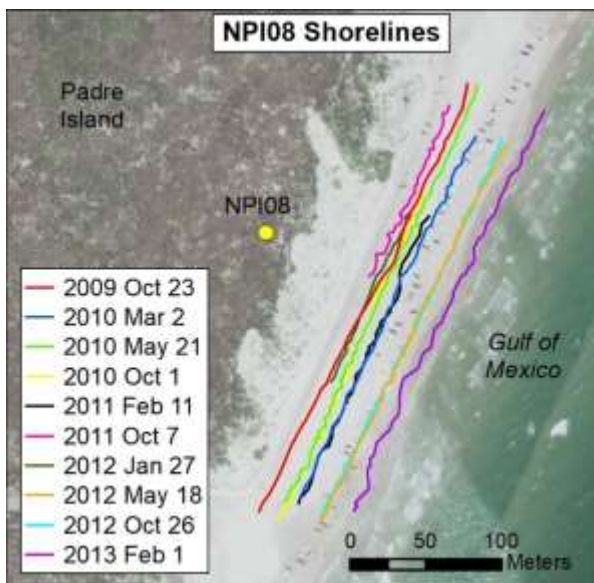 NPI08 Shorelines
Padre
Island
NPI08
2009 Oct 23
2010 Mar 2
2010 May 21
2010 Oct 1
2011 Feb 11
2011 Oct 7
2012 Jan 27
2012 May 18
2012 Oct 26
2013 Feb 1
Gulf of
Mexico
0 50 100
Meters